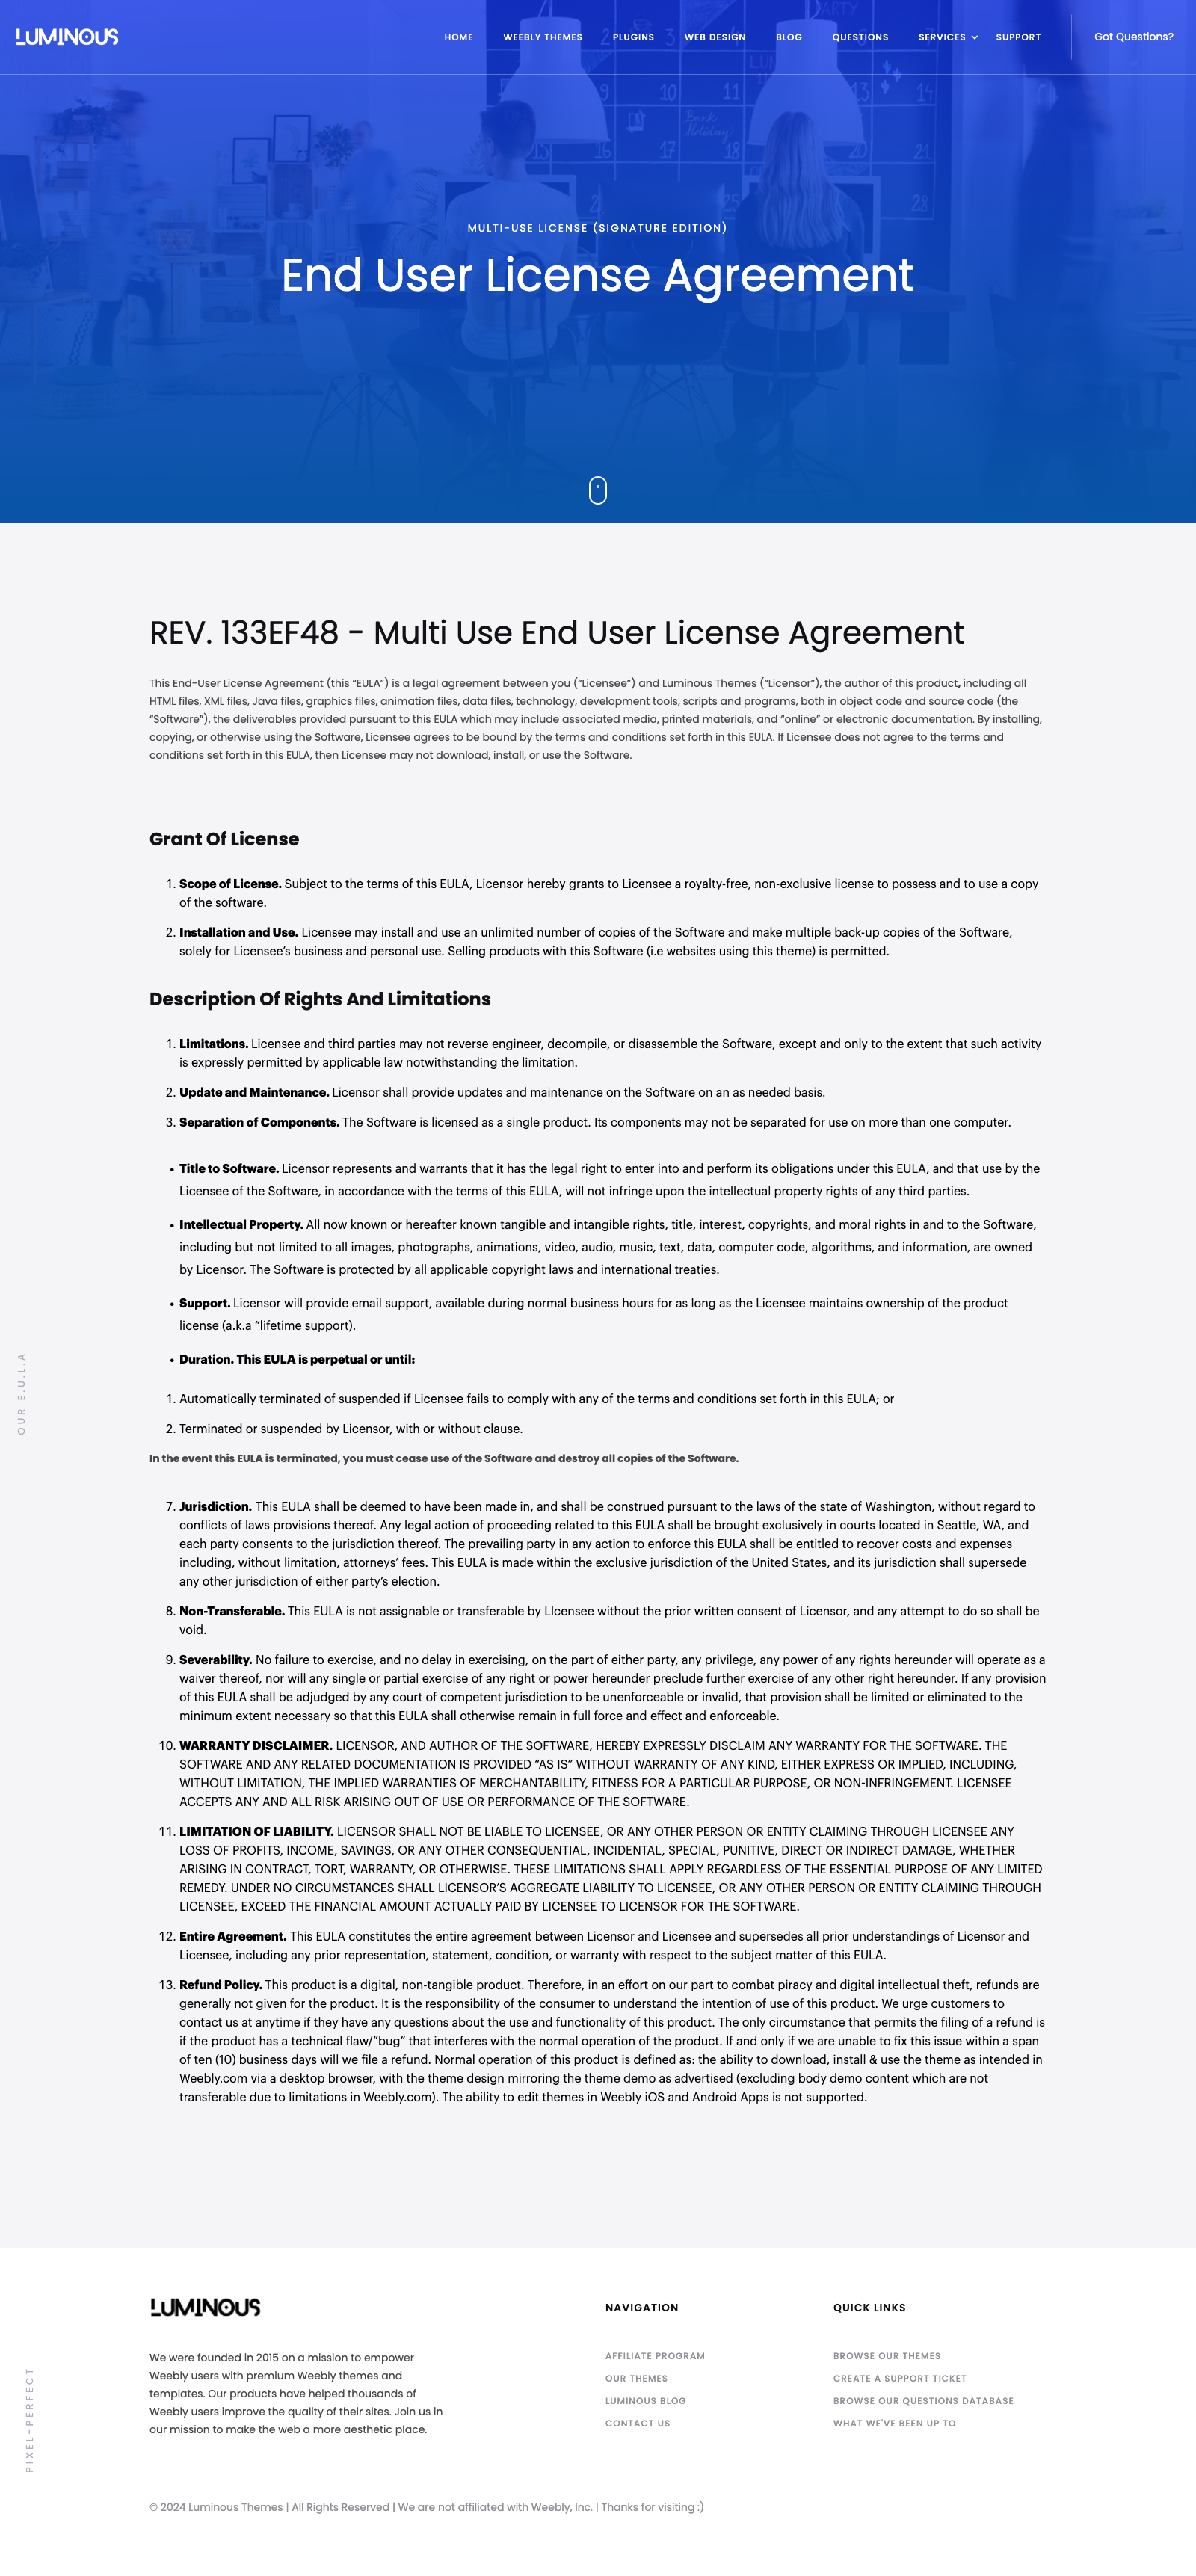 LUMINOUS
HOME WEEBLY THEMES PLUGINS WEB DESIGN BLOG QUESTIONS SERVICES SUPPORT Got Questions?
MULTI-USE LICENSE (SIGNATURE EDITION)
End User License Agreement
REV. 133EF48 - Multi Use End User License Agreement
This End-User License Agreement (this “EULA”) is a legal agreement between you (“Licensee”) and Luminous Themes (“Licensor”), the author of this product, including all
HTML files, XML files, Java files, graphics files, animation files, data files, technology, development tools, scripts and programs, both in object code and source code (the
“Software”), the deliverables provided pursuant to this EULA which may include associated media, printed materials, and “online” or electronic documentation. By installing,
copying, or otherwise using the Software, Licensee agrees to be bound by the terms and conditions set forth in this EULA. If Licensee does not agree to the terms and
conditions set forth in this EULA, then Licensee may not download, install, or use the Software.
Grant Of License
1. Scope of License. Subject to the terms of this EULA, Licensor hereby grants to Licensee a royalty-free, non-exclusive license to possess and to use a copy
of the software.
2. Installation and Use. Licensee may install and use an unlimited number of copies of the Software and make multiple back-up copies of the Software,
solely for Licensee’s business and personal use. Selling products with this Software (i.e websites using this theme) is permitted.
Description Of Rights And Limitations
1. Limitations. Licensee and third parties may not reverse engineer, decompile, or disassemble the Software, except and only to the extent that such activity
is expressly permitted by applicable law notwithstanding the limitation.
2. Update and Maintenance. Licensor shall provide updates and maintenance on the Software on an as needed basis.
3. Separation of Components. The Software is licensed as a single product. Its components may not be separated for use on more than one computer.
• Title to Software. Licensor represents and warrants that it has the legal right to enter into and perform its obligations under this EULA, and that use by the
Licensee of the Software, in accordance with the terms of this EULA, will not infringe upon the intellectual property rights of any third parties.
• Intellectual Property. All now known or hereafter known tangible and intangible rights, title, interest, copyrights, and moral rights in and to the Software,
including but not limited to all images, photographs, animations, video, audio, music, text, data, computer code, algorithms, and information, are owned
by Licensor. The Software is protected by all applicable copyright laws and international treaties.
• Support. Licensor will provide email support, available during normal business hours for as long as the Licensee maintains ownership of the product
license (a.k.a “lifetime support).
• Duration. This EULA is perpetual or until:
OUR E.U.L.A
1. Automatically terminated of suspended if Licensee fails to comply with any of the terms and conditions set forth in this EULA; or
2. Terminated or suspended by Licensor, with or without clause.
In the event this EULA is terminated, you must cease use of the Software and destroy all copies of the Software.
7. Jurisdiction. This EULA shall be deemed to have been made in, and shall be construed pursuant to the laws of the state of Washington, without regard to
conflicts of laws provisions thereof. Any legal action of proceeding related to this EULA shall be brought exclusively in courts located in Seattle, WA, and
each party consents to the jurisdiction thereof. The prevailing party in any action to enforce this EULA shall be entitled to recover costs and expenses
including, without limitation, attorneys’ fees. This EULA is made within the exclusive jurisdiction of the United States, and its jurisdiction shall supersede
any other jurisdiction of either party’s election.
8. Non-Transferable. This EULA is not assignable or transferable by LIcensee without the prior written consent of Licensor, and any attempt to do so shall be
void.
9. Severability. No failure to exercise, and no delay in exercising, on the part of either party, any privilege, any power of any rights hereunder will operate as a
waiver thereof, nor will any single or partial exercise of any right or power hereunder preclude further exercise of any other right hereunder. If any provision
of this EULA shall be adjudged by any court of competent jurisdiction to be unenforceable or invalid, that provision shall be limited or eliminated to the
minimum extent necessary so that this EULA shall otherwise remain in full force and effect and enforceable.
10. WARRANTY DISCLAIMER. LICENSOR, AND AUTHOR OF THE SOFTWARE, HEREBY EXPRESSLY DISCLAIM ANY WARRANTY FOR THE SOFTWARE. THE
SOFTWARE AND ANY RELATED DOCUMENTATION IS PROVIDED “AS IS” WITHOUT WARRANTY OF ANY KIND, EITHER EXPRESS OR IMPLIED, INCLUDING,
WITHOUT LIMITATION, THE IMPLIED WARRANTIES OF MERCHANTABILITY, FITNESS FOR A PARTICULAR PURPOSE, OR NON-INFRINGEMENT. LICENSEE
ACCEPTS ANY AND ALL RISK ARISING OUT OF USE OR PERFORMANCE OF THE SOFTWARE.
11. LIMITATION OF LIABILITY. LICENSOR SHALL NOT BE LIABLE TO LICENSEE, OR ANY OTHER PERSON OR ENTITY CLAIMING THROUGH LICENSEE ANY
LOSS OF PROFITS, INCOME, SAVINGS, OR ANY OTHER CONSEQUENTIAL, INCIDENTAL, SPECIAL, PUNITIVE, DIRECT OR INDIRECT DAMAGE, WHETHER
ARISING IN CONTRACT, TORT, WARRANTY, OR OTHERWISE. THESE LIMITATIONS SHALL APPLY REGARDLESS OF THE ESSENTIAL PURPOSE OF ANY LIMITED
REMEDY. UNDER NO CIRCUMSTANCES SHALL LICENSOR’S AGGREGATE LIABILITY TO LICENSEE, OR ANY OTHER PERSON OR ENTITY CLAIMING THROUGH
LICENSEE, EXCEED THE FINANCIAL AMOUNT ACTUALLY PAID BY LICENSEE TO LICENSOR FOR THE SOFTWARE.
12. Entire Agreement. This EULA constitutes the entire agreement between Licensor and Licensee and supersedes all prior understandings of Licensor and
Licensee, including any prior representation, statement, condition, or warranty with respect to the subject matter of this EULA.
13. Refund Policy. This product is a digital, non-tangible product. Therefore, in an effort on our part to combat piracy and digital intellectual theft, refunds are
generally not given for the product. It is the responsibility of the consumer to understand the intention of use of this product. We urge customers to
contact us at anytime if they have any questions about the use and functionality of this product. The only circumstance that permits the filing of a refund is
if the product has a technical flaw/”bug” that interferes with the normal operation of the product. If and only if we are unable to fix this issue within a span
of ten (10) business days will we file a refund. Normal operation of this product is defined as: the ability to download, install & use the theme as intended in
Weebly.com via a desktop browser, with the theme design mirroring the theme demo as advertised (excluding body demo content which are not
transferable due to limitations in Weebly.com). The ability to edit themes in Weebly iOS and Android Apps is not supported.
LUMINOUS
We were founded in 2015 on a mission to empower
Weebly users with premium Weebly themes and
templates. Our products have helped thousands of
Weebly users improve the quality of their sites. Join us in
our mission to make the web a more aesthetic place.
NAVIGATION
AFFILIATE PROGRAM
OUR THEMES
LUMINOUS BLOG
CONTACT US
QUICK LINKS
BROWSE OUR THEMES
CREATE A SUPPORT TICKET
BROWSE OUR QUESTIONS DATABASE
WHAT WE'VE BEEN UP TO
PIXEL-PERFECT
© 2024 Luminous Themes | All Rights Reserved | We are not affiliated with Weebly, Inc. | Thanks for visiting :)